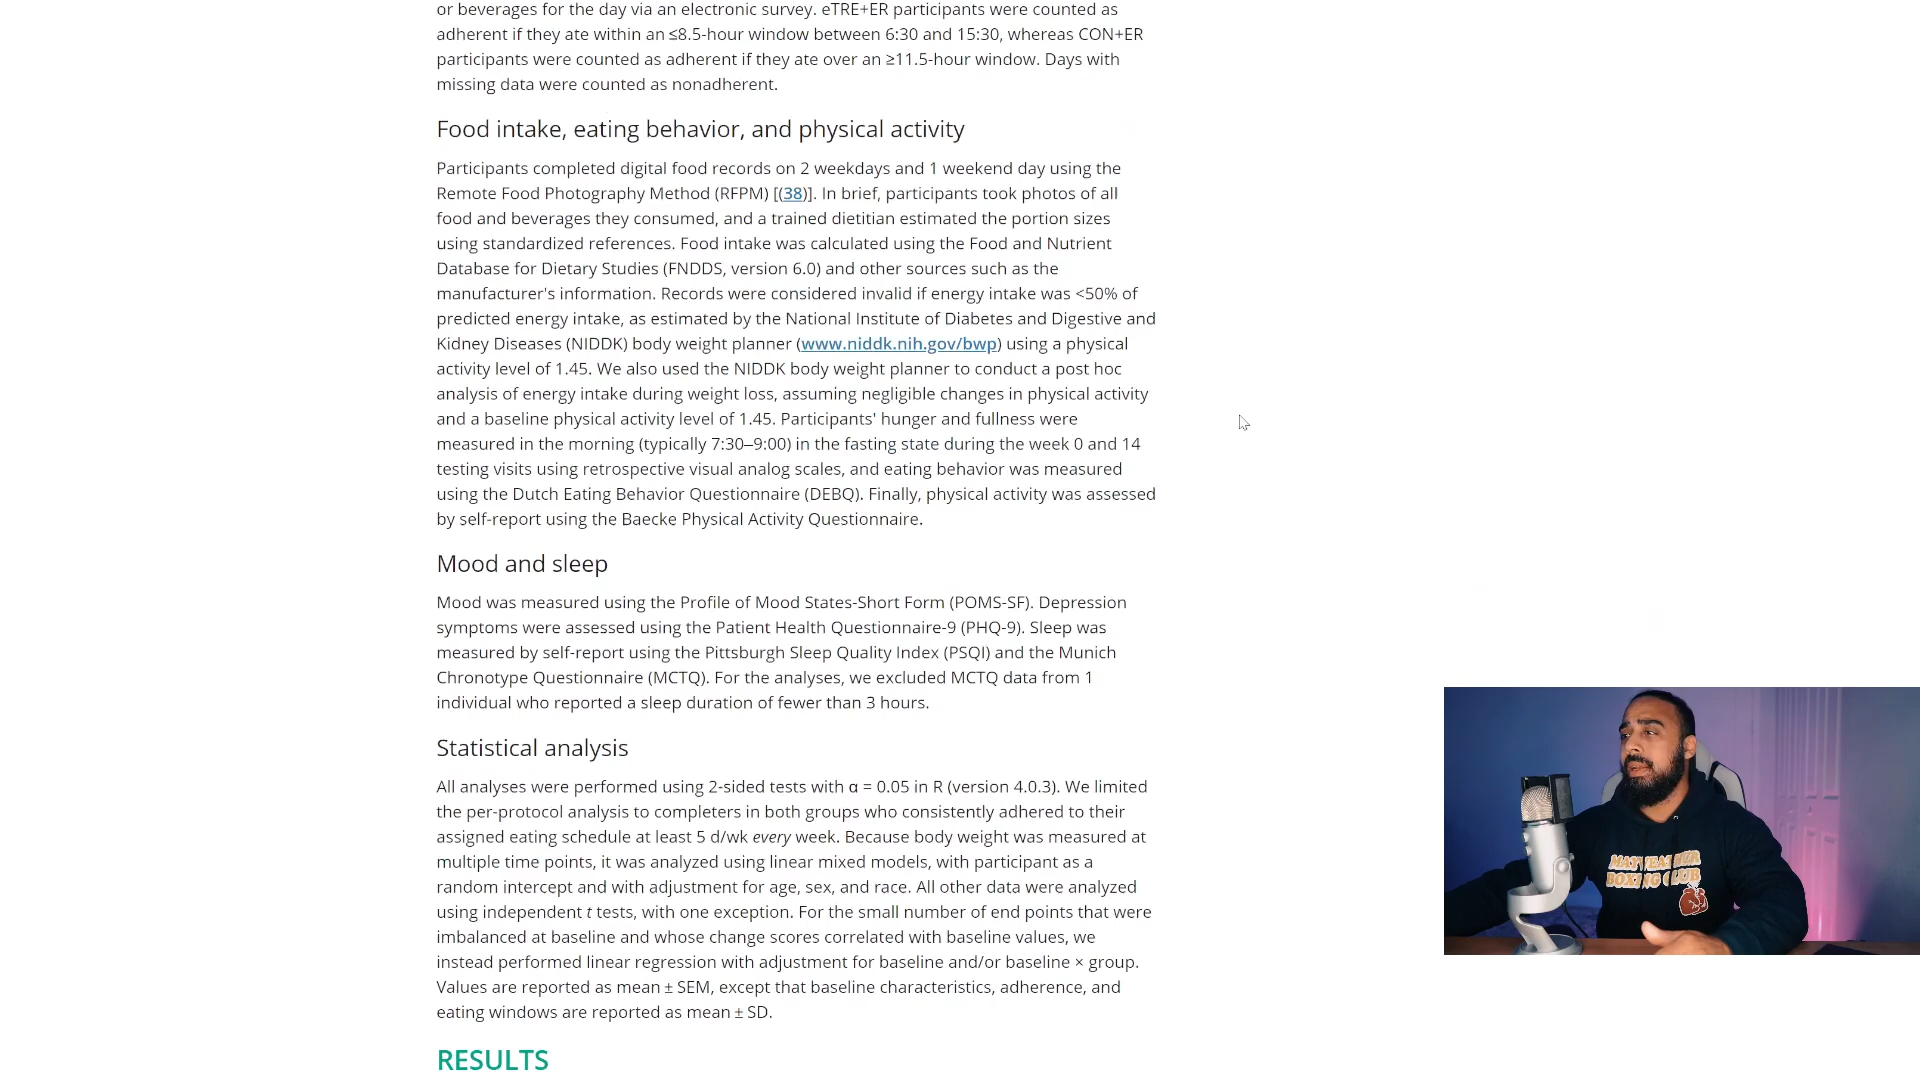 or beverages for the day via an electronic survey. eTRE+ER participants were counted as
adherent if they ate within an ≤8.5-hour window between 6:30 and 15:30, whereas CON+ER
participants were counted as adherent if they ate over an ≥11.5-hour window. Days with
missing data were counted as nonadherent.
Food intake, eating behavior, and physical activity
Participants completed digital food records on 2 weekdays and 1 weekend day using the
Remote Food Photography Method (RFPM) [(38)]. In brief, participants took photos of all
food and beverages they consumed, and a trained dietitian estimated the portion sizes
using standardized references. Food intake was calculated using the Food and Nutrient
Database for Dietary Studies (FNDDS, version 6.0) and other sources such as the
manufacturer's information. Records were considered invalid if energy intake was <50% of
predicted energy intake, as estimated by the National Institute of Diabetes and Digestive and
Kidney Diseases (NIDDK) body weight planner (www.niddk.nih.gov/bwp) using a physical
activity level of 1.45. We also used the NIDDK body weight planner to conduct a post hoc
analysis of energy intake during weight loss, assuming negligible changes in physical activity
and a baseline physical activity level of 1.45. Participants' hunger and fullness were
measured in the morning (typically 7:30–9:00) in the fasting state during the week 0 and 14
testing visits using retrospective visual analog scales, and eating behavior was measured
using the Dutch Eating Behavior Questionnaire (DEBQ). Finally, physical activity was assessed
by self-report using the Baecke Physical Activity Questionnaire.
Mood and sleep
Mood was measured using the Profile of Mood States-Short Form (POMS-SF). Depression
symptoms were assessed using the Patient Health Questionnaire-9 (PHQ-9). Sleep was
measured by self-report using the Pittsburgh Sleep Quality Index (PSQI) and the Munich
Chronotype Questionnaire (MCTQ). For the analyses, we excluded MCTQ data from 1
individual who reported a sleep duration of fewer than 3 hours.
Statistical analysis
All analyses were performed using 2-sided tests with α = 0.05 in R (version 4.0.3). We limited
the per-protocol analysis to completers in both groups who consistently adhered to their
assigned eating schedule at least 5 d/wk every week. Because body weight was measured at
multiple time points, it was analyzed using linear mixed models, with participant as a
random intercept and with adjustment for age, sex, and race. All other data were analyzed
using independent t tests, with one exception. For the small number of end points that were
imbalanced at baseline and whose change scores correlated with baseline values, we
instead performed linear regression with adjustment for baseline and/or baseline × group.
Values are reported as mean ± SEM, except that baseline characteristics, adherence, and
eating windows are reported as mean ± SD.
RESULTS
MAYWEATHER
BOXING CLUB